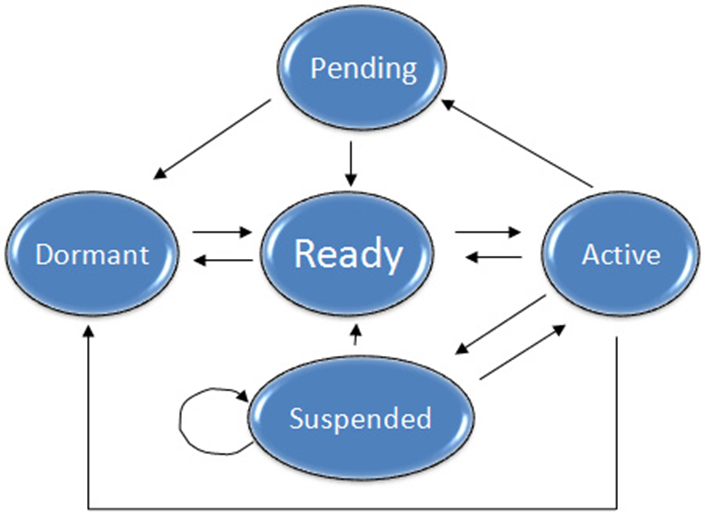 Pending
Dormant
Ready
Active
Suspended